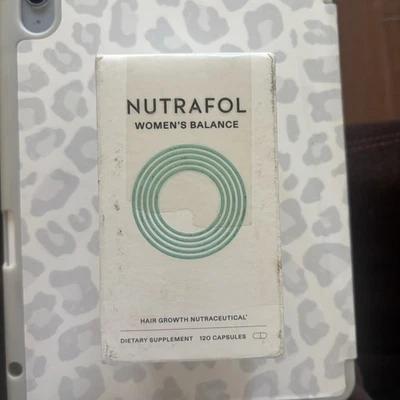 NUTRAFOL
WOMEN'S BALANCE
HAIR GROWTH NUTRACEUTICAL*
DIETARY SUPPLEMENT 120 CAPSULES